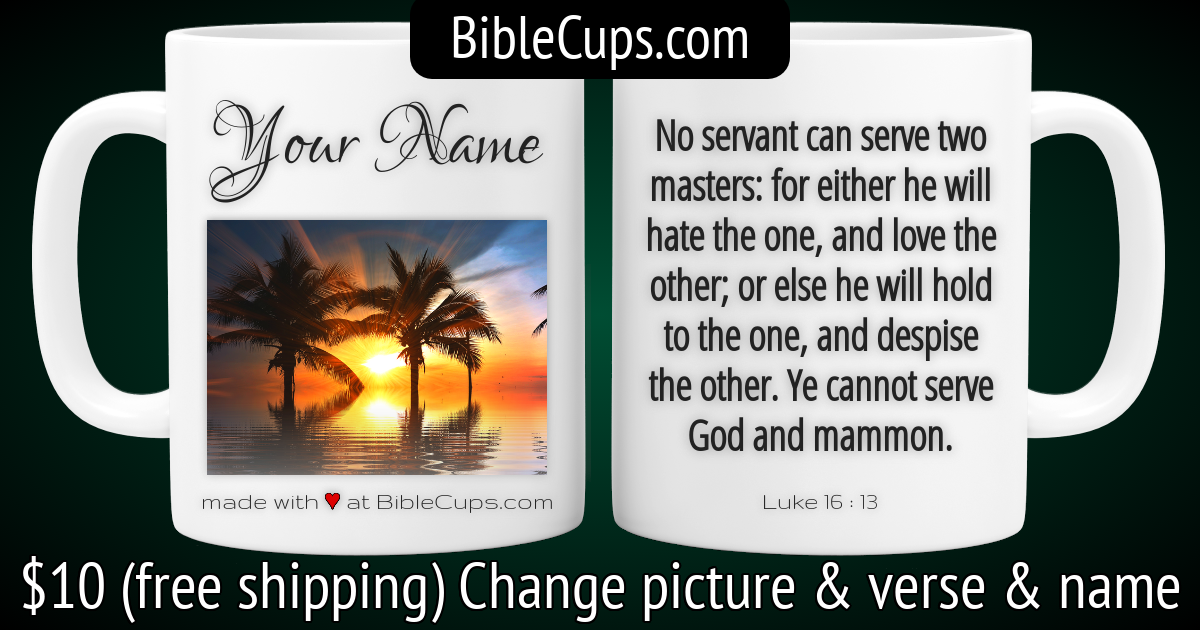 BibleCups.com
Your Name
made with ♥ at BibleCups.com
No servant can serve two
masters: for either he will
hate the one, and love the
other; or else he will hold
to the one, and despise
the other. Ye cannot serve
God and mammon.
Luke 16 : 13
$10 (free shipping) Change picture & verse & name